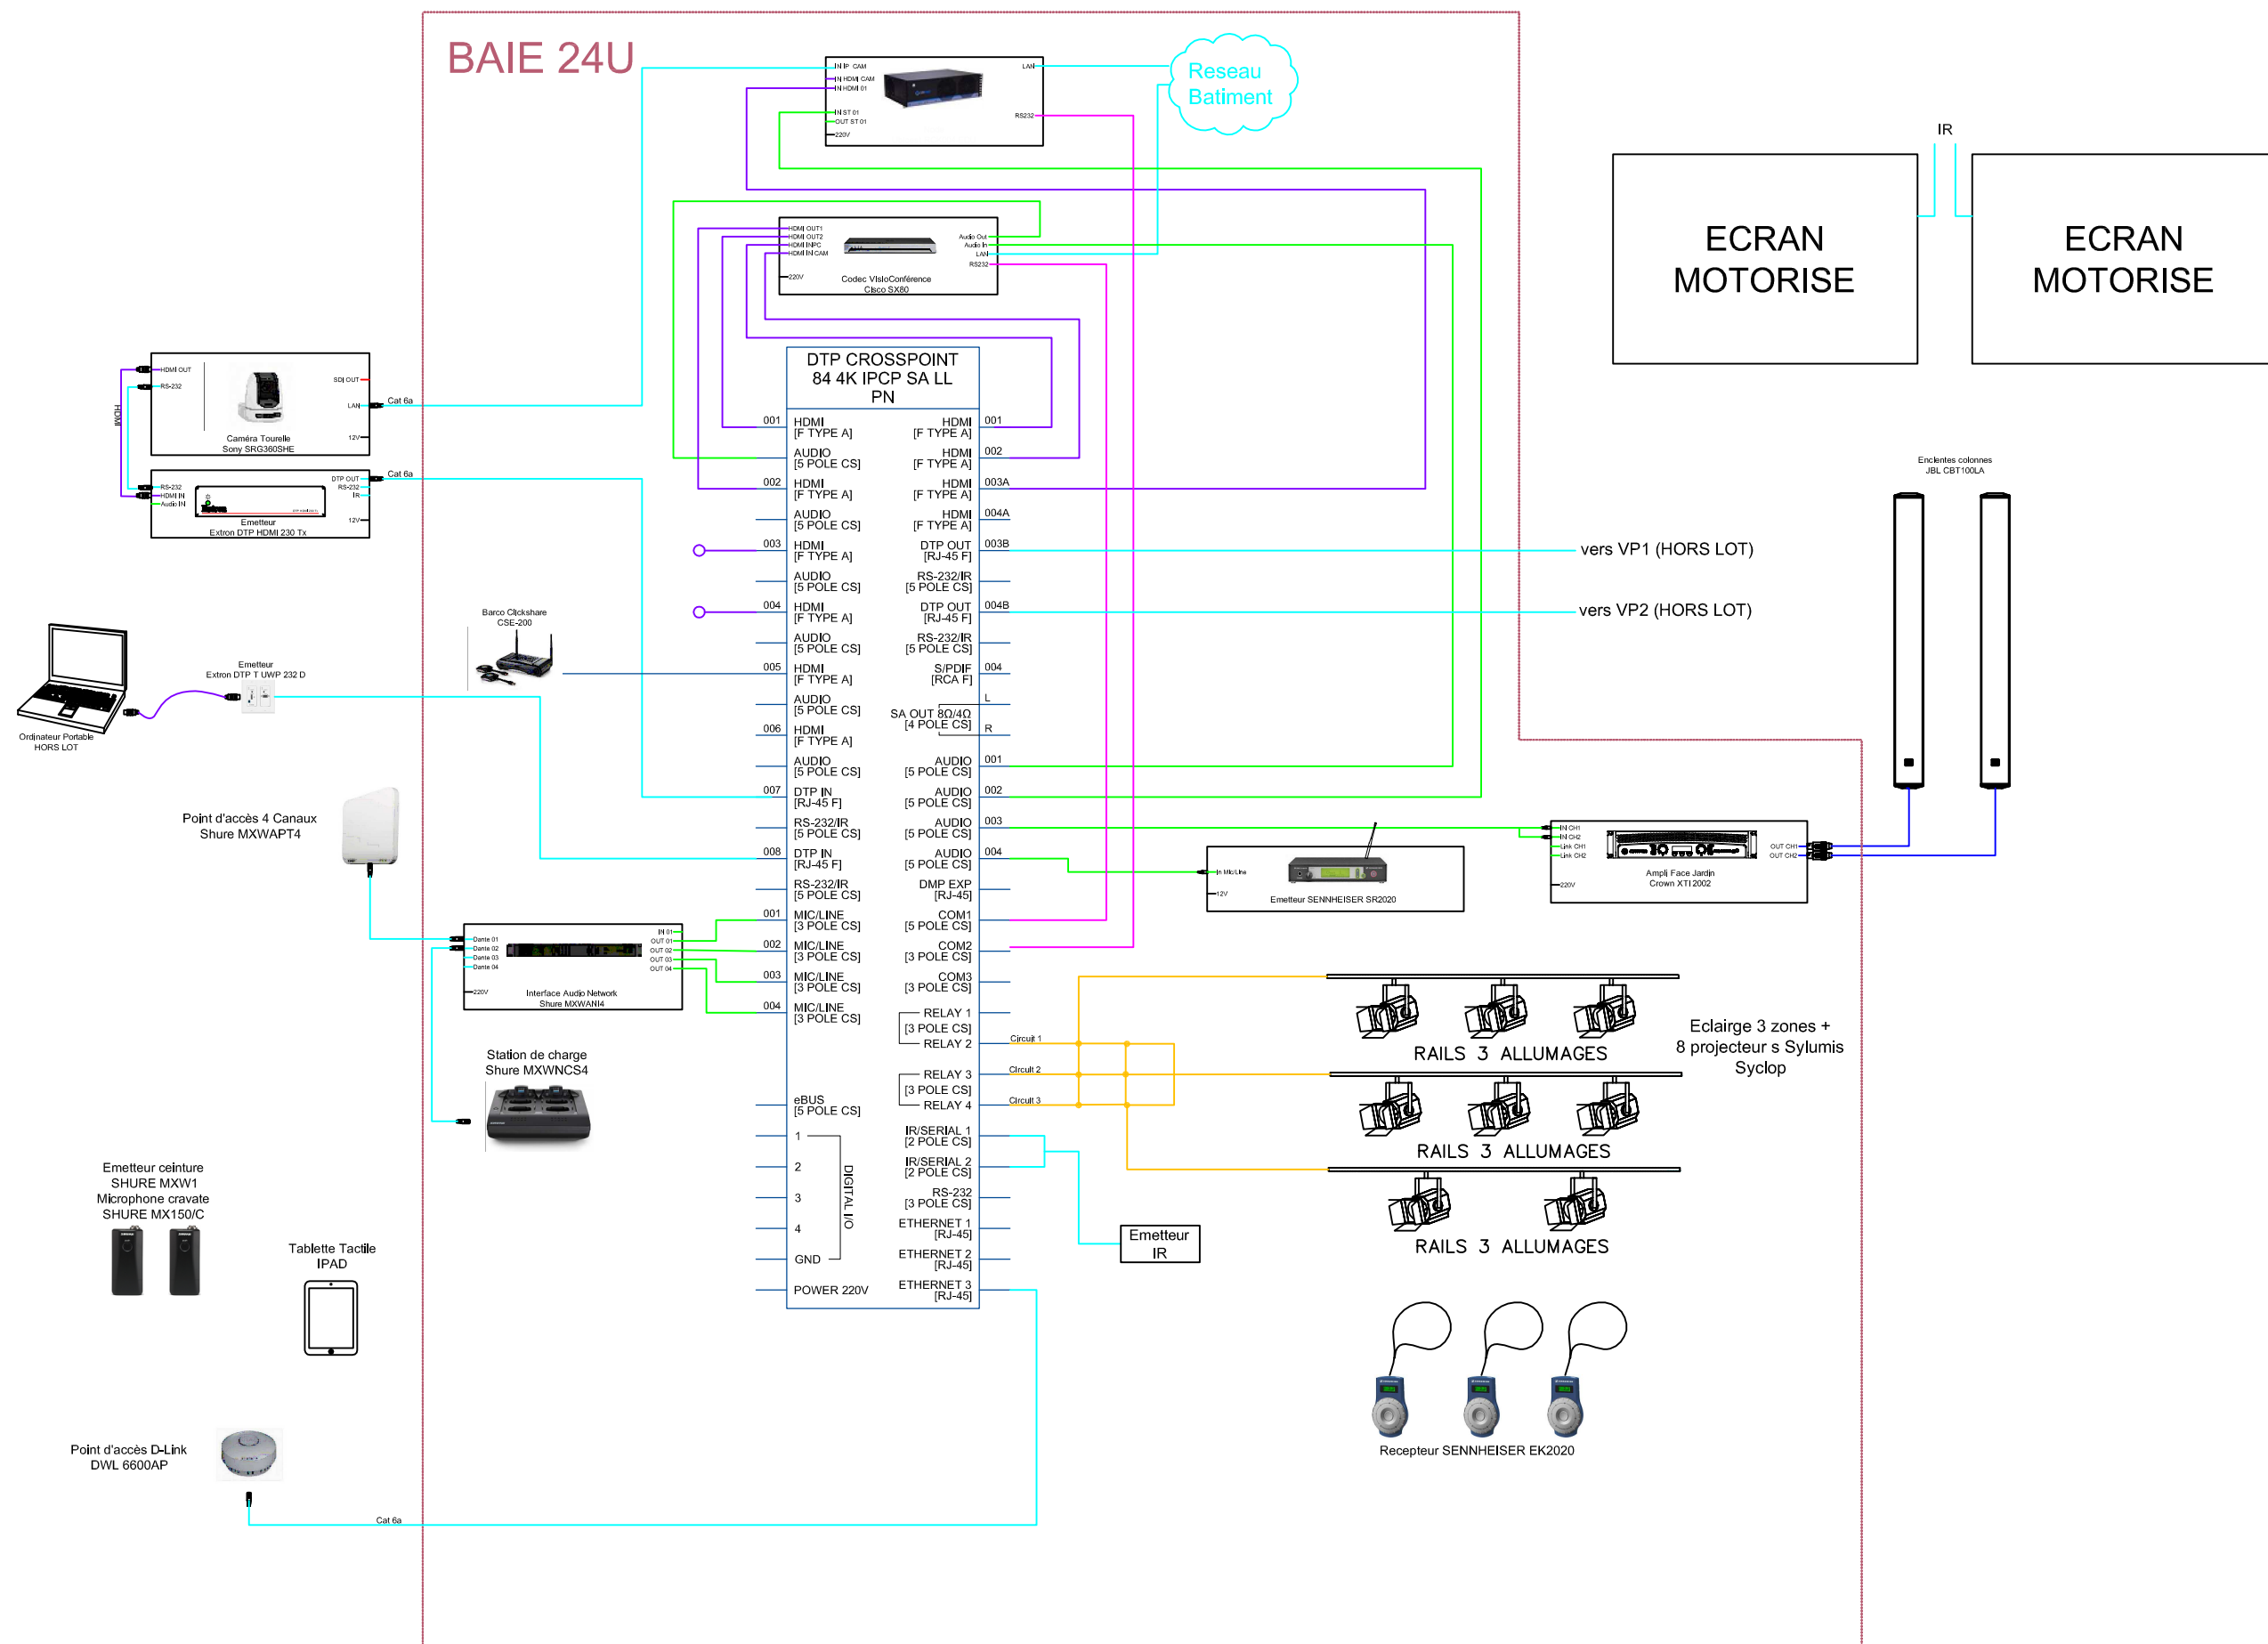 BAIE 24U
IN IP CAM
IN HDMI CAM
IN HDMI 01
IN ST 01
OUT ST 01
220V
LAN
RS232
Reseau
Batiment
IR
ECRAN
MOTORISE
ECRAN
MOTORISE
HDMI OUT1
HDMI OUT2
HDMI INPC
HDMI IN CAM
220V
Audio Out
Audio In
LAN
RS232
Codec VisioConférence
Cisco SX80
HDMI OUT
RS-232
SDI OUT
LAN
12V
Cat 6a
HDMI
Caméra Tourelle
Sony SRG360SHE
RS-232
HDMI IN
Audio IN
DTP OUT
RS-232
IR
12V
Cat 6a
Emetteur
Extron DTP HDMI 230 Tx
DTP CROSSPOINT
84 4K IPCP SA LL
PN
001 HDMI
[F TYPE A]
AUDIO
[5 POLE CS]
002 HDMI
[F TYPE A]
AUDIO
[5 POLE CS]
003 HDMI
[F TYPE A]
AUDIO
[5 POLE CS]
004 HDMI
[F TYPE A]
AUDIO
[5 POLE CS]
005 HDMI
[F TYPE A]
AUDIO
[5 POLE CS]
006 HDMI
[F TYPE A]
AUDIO
[5 POLE CS]
007 DTP IN
[RJ-45 F]
RS-232/IR
[5 POLE CS]
008 DTP IN
[RJ-45 F]
RS-232/IR
[5 POLE CS]
001 MIC/LINE
[3 POLE CS]
002 MIC/LINE
[3 POLE CS]
003 MIC/LINE
[3 POLE CS]
004 MIC/LINE
[3 POLE CS]
eBUS
[5 POLE CS]
1
2
3
4
GND
DIGITAL I/O
POWER 220V
HDMI 001
[F TYPE A]
HDMI 002
[F TYPE A]
HDMI 003A
[F TYPE A]
HDMI 004A
[F TYPE A]
DTP OUT 003B
[RJ-45 F]
RS-232/IR
[5 POLE CS]
DTP OUT 004B
[RJ-45 F]
RS-232/IR
[5 POLE CS]
S/PDIF 004
[RCA F]
L
SA OUT 8Ω/4Ω
[4 POLE CS]
R
AUDIO 001
[5 POLE CS]
AUDIO 002
[5 POLE CS]
AUDIO 003
[5 POLE CS]
AUDIO 004
[5 POLE CS]
DMP EXP
[RJ-45]
COM1
[5 POLE CS]
COM2
[3 POLE CS]
COM3
[3 POLE CS]
RELAY 1
[3 POLE CS]
RELAY 2
RELAY 3
[3 POLE CS]
RELAY 4
IR/SERIAL 1
[2 POLE CS]
IR/SERIAL 2
[2 POLE CS]
RS-232
[3 POLE CS]
ETHERNET 1
[RJ-45]
ETHERNET 2
[RJ-45]
ETHERNET 3
[RJ-45]
vers VP1 (HORS LOT)
vers VP2 (HORS LOT)
Enclentes colonnes
JBL CBT100LA
Barco Clickshare
CSE-200
Emetteur
Extron DTP T UWP 232 D
Ordinateur Portable
HORS LOT
Point d'accès 4 Canaux
Shure MXWAPT4
In Mic/Line
12V
Emetteur SENNHEISER SR2020
IN CH1
IN CH2
Link CH1
Link CH2
220V
OUT CH1
OUT CH2
Ampli Face Jardin
Crown XTI 2002
Dante 01
Dante 02
Dante 03
Dante 04
220V
IN 01
OUT 01
OUT 02
OUT 03
OUT 04
Interface Audio Network
Shure MXWANI4
Station de charge
Shure MXWNCS4
Circuit 1
Circuit 2
Circuit 3
RAILS 3 ALLUMAGES
RAILS 3 ALLUMAGES
RAILS 3 ALLUMAGES
Eclairge 3 zones +
8 projecteur s Sylumis
Syclop
Emetteur
IR
Emetteur ceinture
SHURE MXW1
Microphone cravate
SHURE MX150/C
Tablette Tactile
IPAD
Point d'accès D-Link
DWL 6600AP
Cat 6a
Recepteur SENNHEISER EK2020